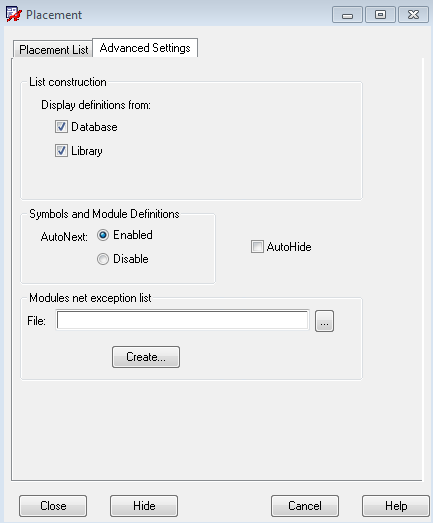 Placement
Placement List
Advanced Settings
List construction
Display definitions from:
Database
Library
Symbols and Module Definitions
AutoNext:
Enabled
Disable
AutoHide
Modules net exception list
File:
...
Create...
Close
Hide
Cancel
Help